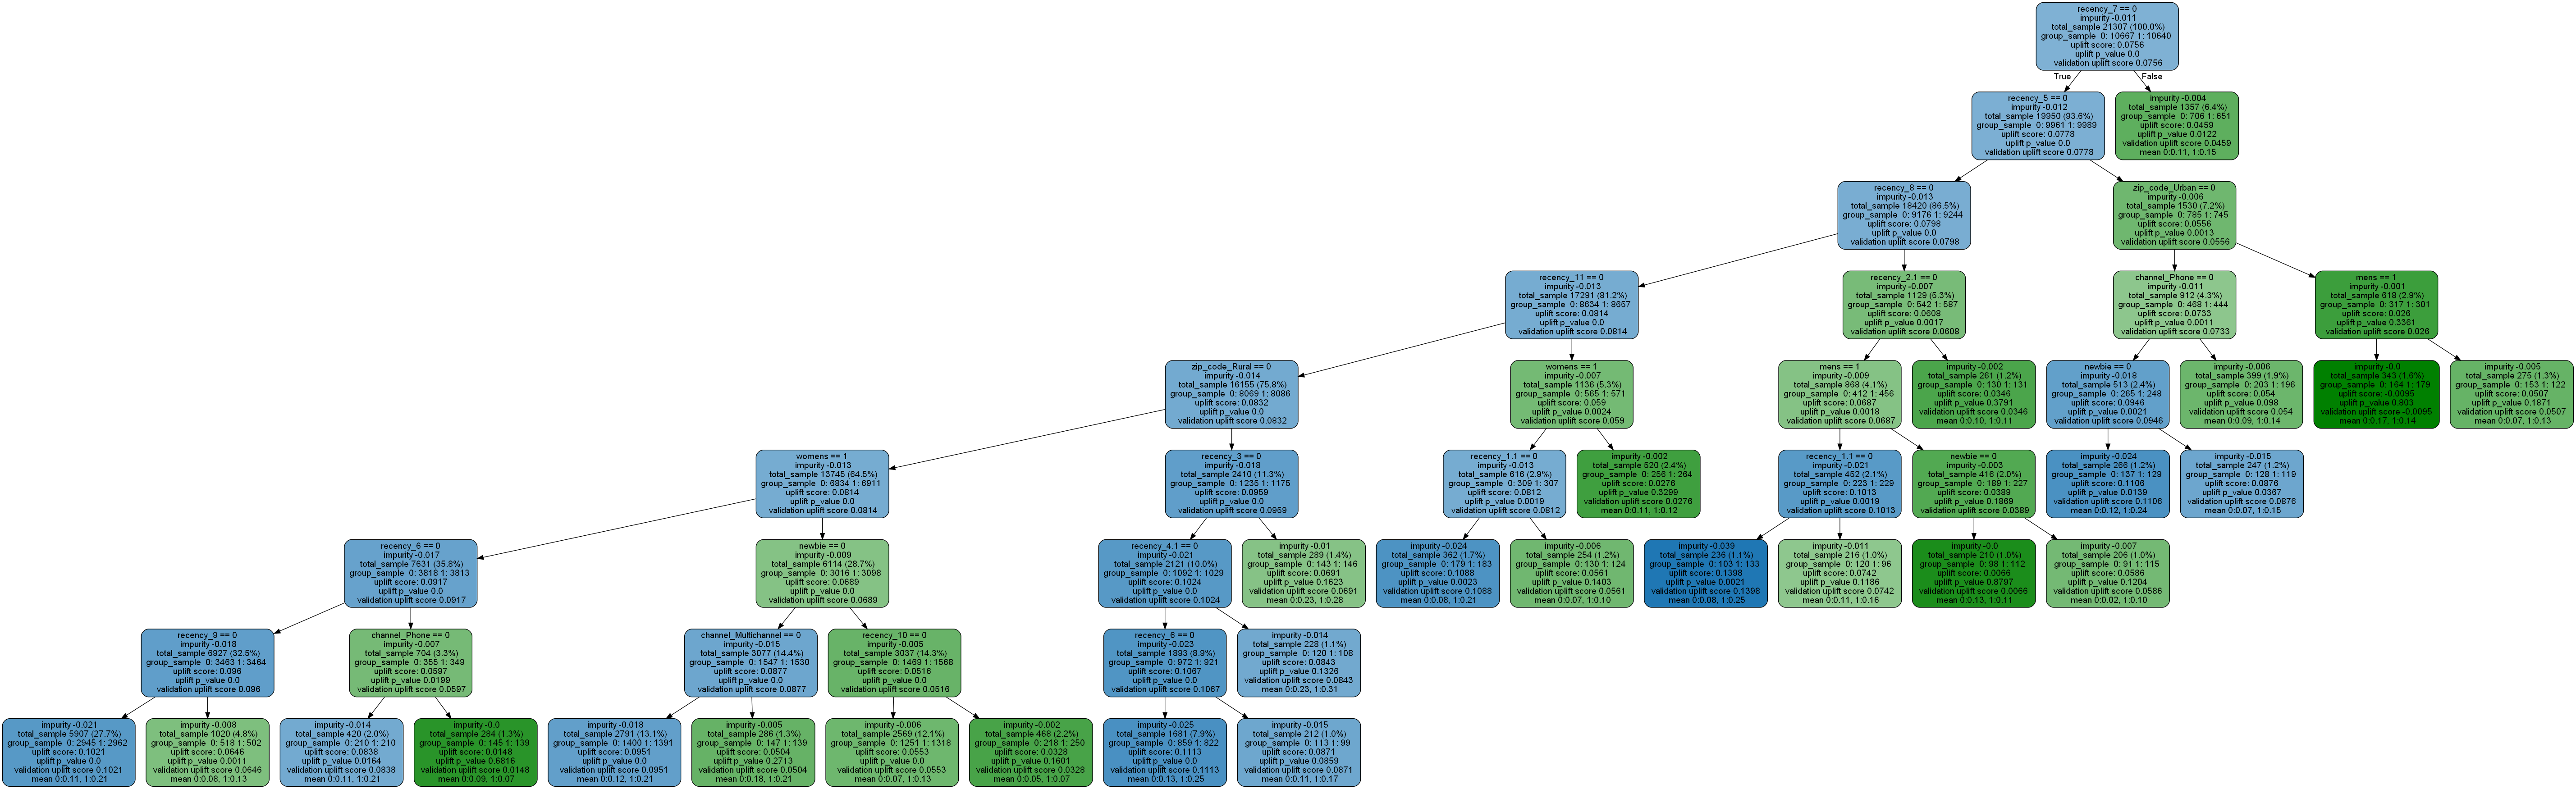 recency_7 == 0
impurity -0.011
total_sample 21307 (100.0%)
group_sample 0: 10667 1: 10640
uplift score: 0.0756
uplift p_value 0.0
validation uplift score 0.0756
True
False
recency_5 == 0
impurity -0.012
total_sample 19950 (93.6%)
group_sample 0: 9961 1: 9989
uplift score: 0.0778
uplift p_value 0.0
validation uplift score 0.0778
impurity -0.004
total_sample 1357 (6.4%)
group_sample 0: 706 1: 651
uplift score: 0.0459
uplift p_value 0.0122
validation uplift score 0.0459
mean 0:0.11, 1:0.15
recency_8 == 0
impurity -0.013
total_sample 18420 (86.5%)
group_sample 0: 9176 1: 9244
uplift score: 0.0798
uplift p_value 0.0
validation uplift score 0.0798
zip_code_Urban == 0
impurity -0.006
total_sample 1530 (7.2%)
group_sample 0: 785 1: 745
uplift score: 0.0556
uplift p_value 0.0013
validation uplift score 0.0556
recency_11 == 0
impurity -0.013
total_sample 17291 (81.2%)
group_sample 0: 8634 1: 8657
uplift score: 0.0814
uplift p_value 0.0
validation uplift score 0.0814
recency_2.1 == 0
impurity -0.007
total_sample 1129 (5.3%)
group_sample 0: 542 1: 587
uplift score: 0.0608
uplift p_value 0.0017
validation uplift score 0.0608
channel_Phone == 0
impurity -0.011
total_sample 912 (4.3%)
group_sample 0: 468 1: 444
uplift score: 0.0733
uplift p_value 0.0011
validation uplift score 0.0733
mens == 1
impurity -0.001
total_sample 618 (2.9%)
group_sample 0: 317 1: 301
uplift score: 0.026
uplift p_value 0.3361
validation uplift score 0.026
zip_code_Rural == 0
impurity -0.014
total_sample 16155 (75.8%)
group_sample 0: 8069 1: 8086
uplift score: 0.0832
uplift p_value 0.0
validation uplift score 0.0832
womens == 1
impurity -0.007
total_sample 1136 (5.3%)
group_sample 0: 565 1: 571
uplift score: 0.059
uplift p_value 0.0024
validation uplift score 0.059
mens == 1
impurity -0.009
total_sample 868 (4.1%)
group_sample 0: 412 1: 456
uplift score: 0.0687
uplift p_value 0.0018
validation uplift score 0.0687
impurity -0.002
total_sample 261 (1.2%)
group_sample 0: 130 1: 131
uplift score: 0.0346
uplift p_value 0.3791
validation uplift score 0.0346
mean 0:0.10, 1:0.11
newbie == 0
impurity -0.018
total_sample 513 (2.4%)
group_sample 0: 265 1: 248
uplift score: 0.0946
uplift p_value 0.0021
validation uplift score 0.0946
impurity -0.006
total_sample 399 (1.9%)
group_sample 0: 203 1: 196
uplift score: 0.054
uplift p_value 0.098
validation uplift score 0.054
mean 0:0.09, 1:0.14
impurity -0.0
total_sample 343 (1.6%)
group_sample 0: 164 1: 179
uplift score: -0.0095
uplift p_value 0.803
validation uplift score -0.0095
mean 0:0.17, 1:0.14
impurity -0.005
total_sample 275 (1.3%)
group_sample 0: 153 1: 122
uplift score: 0.0507
uplift p_value 0.1871
validation uplift score 0.0507
mean 0:0.07, 1:0.13
womens == 1
impurity -0.013
total_sample 13745 (64.5%)
group_sample 0: 6834 1: 6911
uplift score: 0.0814
uplift p_value 0.0
validation uplift score 0.0814
recency_3 == 0
impurity -0.018
total_sample 2410 (11.3%)
group_sample 0: 1235 1: 1175
uplift score: 0.0959
uplift p_value 0.0
validation uplift score 0.0959
recency_1.1 == 0
impurity -0.013
total_sample 616 (2.9%)
group_sample 0: 309 1: 307
uplift score: 0.0812
uplift p_value 0.0019
validation uplift score 0.0812
impurity -0.002
total_sample 520 (2.4%)
group_sample 0: 256 1: 264
uplift score: 0.0276
uplift p_value 0.3299
validation uplift score 0.0276
mean 0:0.11, 1:0.12
recency_1.1 == 0
impurity -0.021
total_sample 452 (2.1%)
group_sample 0: 223 1: 229
uplift score: 0.1013
uplift p_value 0.0019
validation uplift score 0.1013
newbie == 0
impurity -0.003
total_sample 416 (2.0%)
group_sample 0: 189 1: 227
uplift score: 0.0389
uplift p_value 0.1869
validation uplift score 0.0389
impurity -0.024
total_sample 266 (1.2%)
group_sample 0: 137 1: 129
uplift score: 0.1106
uplift p_value 0.0139
validation uplift score 0.1106
mean 0:0.12, 1:0.24
impurity -0.015
total_sample 247 (1.2%)
group_sample 0: 128 1: 119
uplift score: 0.0876
uplift p_value 0.0367
validation uplift score 0.0876
mean 0:0.07, 1:0.15
recency_6 == 0
impurity -0.017
total_sample 7631 (35.8%)
group_sample 0: 3818 1: 3813
uplift score: 0.0917
uplift p_value 0.0
validation uplift score 0.0917
newbie == 0
impurity -0.009
total_sample 6114 (28.7%)
group_sample 0: 3016 1: 3098
uplift score: 0.0689
uplift p_value 0.0
validation uplift score 0.0689
recency_4.1 == 0
impurity -0.021
total_sample 2121 (10.0%)
group_sample 0: 1092 1: 1029
uplift score: 0.1024
uplift p_value 0.0
validation uplift score 0.1024
impurity -0.01
total_sample 289 (1.4%)
group_sample 0: 143 1: 146
uplift score: 0.0691
uplift p_value 0.1623
validation uplift score 0.0691
mean 0:0.23, 1:0.28
impurity -0.024
total_sample 362 (1.7%)
group_sample 0: 179 1: 183
uplift score: 0.1088
uplift p_value 0.0023
validation uplift score 0.1088
mean 0:0.08, 1:0.21
impurity -0.006
total_sample 254 (1.2%)
group_sample 0: 130 1: 124
uplift score: 0.0561
uplift p_value 0.1403
validation uplift score 0.0561
mean 0:0.07, 1:0.10
impurity -0.039
total_sample 236 (1.1%)
group_sample 0: 103 1: 133
uplift score: 0.1398
uplift p_value 0.0021
validation uplift score 0.1398
mean 0:0.08, 1:0.25
impurity -0.011
total_sample 216 (1.0%)
group_sample 0: 120 1: 96
uplift score: 0.0742
uplift p_value 0.1186
validation uplift score 0.0742
mean 0:0.11, 1:0.16
impurity -0.0
total_sample 210 (1.0%)
group_sample 0: 98 1: 112
uplift score: 0.0066
uplift p_value 0.8797
validation uplift score 0.0066
mean 0:0.13, 1:0.11
impurity -0.007
total_sample 206 (1.0%)
group_sample 0: 91 1: 115
uplift score: 0.0586
uplift p_value 0.1204
validation uplift score 0.0586
mean 0:0.02, 1:0.10
recency_9 == 0
impurity -0.018
total_sample 6927 (32.5%)
group_sample 0: 3463 1: 3464
uplift score: 0.096
uplift p_value 0.0
validation uplift score 0.096
channel_Phone == 0
impurity -0.007
total_sample 704 (3.3%)
group_sample 0: 355 1: 349
uplift score: 0.0597
uplift p_value 0.0199
validation uplift score 0.0597
channel_Multichannel == 0
impurity -0.015
total_sample 3077 (14.4%)
group_sample 0: 1547 1: 1530
uplift score: 0.0877
uplift p_value 0.0
validation uplift score 0.0877
recency_10 == 0
impurity -0.005
total_sample 3037 (14.3%)
group_sample 0: 1469 1: 1568
uplift score: 0.0516
uplift p_value 0.0
validation uplift score 0.0516
recency_6 == 0
impurity -0.023
total_sample 1893 (8.9%)
group_sample 0: 972 1: 921
uplift score: 0.1067
uplift p_value 0.0
validation uplift score 0.1067
impurity -0.014
total_sample 228 (1.1%)
group_sample 0: 120 1: 108
uplift score: 0.0843
uplift p_value 0.1326
validation uplift score 0.0843
mean 0:0.23, 1:0.31
impurity -0.021
total_sample 5907 (27.7%)
group_sample 0: 2945 1: 2962
uplift score: 0.1021
uplift p_value 0.0
validation uplift score 0.1021
mean 0:0.11, 1:0.21
impurity -0.008
total_sample 1020 (4.8%)
group_sample 0: 518 1: 502
uplift score: 0.0646
uplift p_value 0.0011
validation uplift score 0.0646
mean 0:0.08, 1:0.13
impurity -0.014
total_sample 420 (2.0%)
group_sample 0: 210 1: 210
uplift score: 0.0838
uplift p_value 0.0164
validation uplift score 0.0838
mean 0:0.11, 1:0.21
impurity -0.0
total_sample 284 (1.3%)
group_sample 0: 145 1: 139
uplift score: 0.0148
uplift p_value 0.6816
validation uplift score 0.0148
mean 0:0.09, 1:0.07
impurity -0.018
total_sample 2791 (13.1%)
group_sample 0: 1400 1: 1391
uplift score: 0.0951
uplift p_value 0.0
validation uplift score 0.0951
mean 0:0.12, 1:0.21
impurity -0.005
total_sample 286 (1.3%)
group_sample 0: 147 1: 139
uplift score: 0.0504
uplift p_value 0.2713
validation uplift score 0.0504
mean 0:0.18, 1:0.21
impurity -0.006
total_sample 2569 (12.1%)
group_sample 0: 1251 1: 1318
uplift score: 0.0553
uplift p_value 0.0
validation uplift score 0.0553
mean 0:0.07, 1:0.13
impurity -0.002
total_sample 468 (2.2%)
group_sample 0: 218 1: 250
uplift score: 0.0328
uplift p_value 0.1601
validation uplift score 0.0328
mean 0:0.05, 1:0.07
impurity -0.025
total_sample 1681 (7.9%)
group_sample 0: 859 1: 822
uplift score: 0.1113
uplift p_value 0.0
validation uplift score 0.1113
mean 0:0.13, 1:0.25
impurity -0.015
total_sample 212 (1.0%)
group_sample 0: 113 1: 99
uplift score: 0.0871
uplift p_value 0.0859
validation uplift score 0.0871
mean 0:0.11, 1:0.17